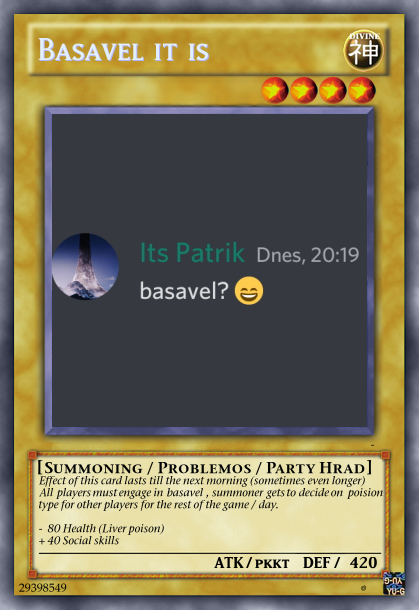 BASAVEL IT IS
DIVINE
神
Its Patrik Dnes, 20:19
basavel? 😄
[SUMMONING / PROBLEMOS / PARTY HRAD]
Effect of this card lasts till the next morning (sometimes even longer)
All players must engage in basavel , summoner gets to decide on poision
type for other players for the rest of the game / day.
- 80 Health (Liver poison)
+ 40 Social skills
ATK / PKKT DEF / 420
29398549